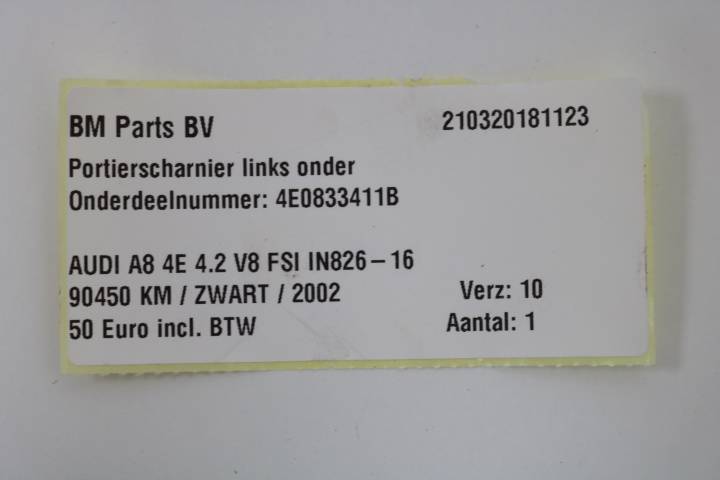 BM Parts BV 210320181123
Portierscharnier links onder
Onderdeelnummer: 4E0833411B
AUDI A8 4E 4.2 V8 FSI IN826-16
90450 KM / ZWART / 2002 Verz: 10
50 Euro incl. BTW Aantal: 1